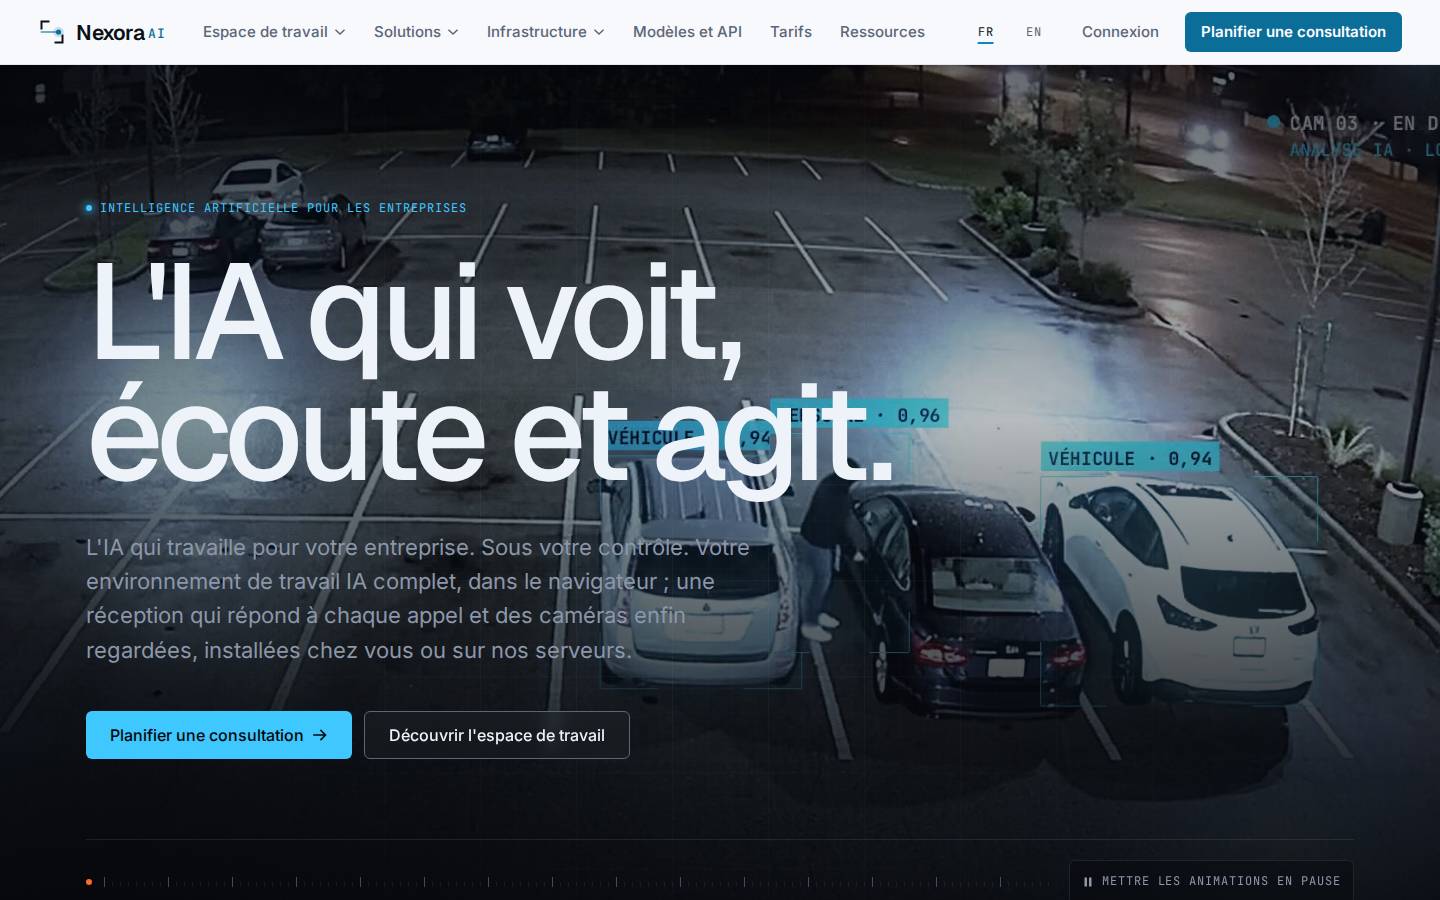 Nexora AI
Espace de travail
Solutions
Infrastructure
Modèles et API
Tarifs
Ressources
FR
EN
Connexion
Planifier une consultation
CAM 03 · EN
ANALYSE IA ·
INTELLIGENCE ARTIFICIELLE POUR LES ENTREPRISES
L'IA qui voit,
écoute et agit.
· 0,96
VÉHICULE ,94
VÉHICULE · 0,94
L'IA qui travaille pour votre entreprise. Sous votre contrôle. Votre
environnement de travail IA complet, dans le navigateur ; une
réception qui répond à chaque appel et des caméras enfin
regardées, installées chez vous ou sur nos serveurs.
Planifier une consultation →
Découvrir l'espace de travail
METTRE LES ANIMATIONS EN PAUSE